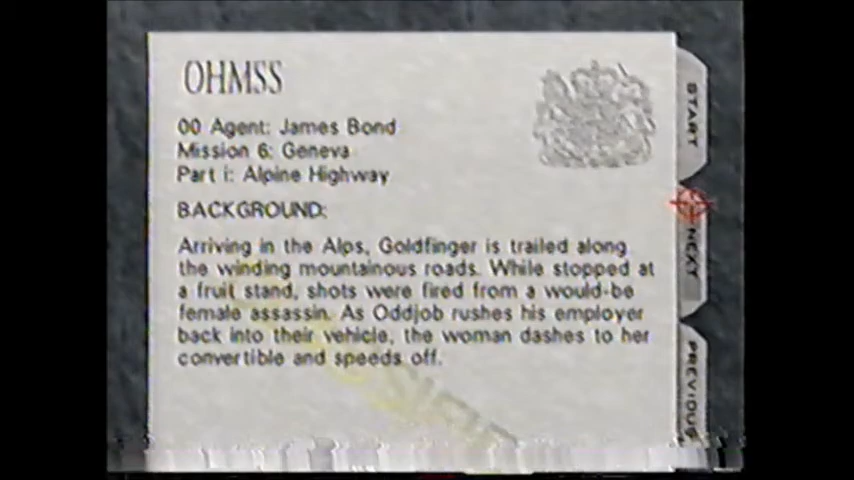 OHMSS
00 Agent: James Bond
Mission 6: Geneva
Part i: Alpine Highway
BACKGROUND:
Arriving in the Alps, Goldfinger is trailed along
the winding mountainous roads. While stopped at
a fruit stand, shots were fired from a would-be
female assassin. As Oddjob rushes his employer
back into their vehicle, the woman dashes to her
convertible and speeds off.
START
NEXT
PREVIOUS